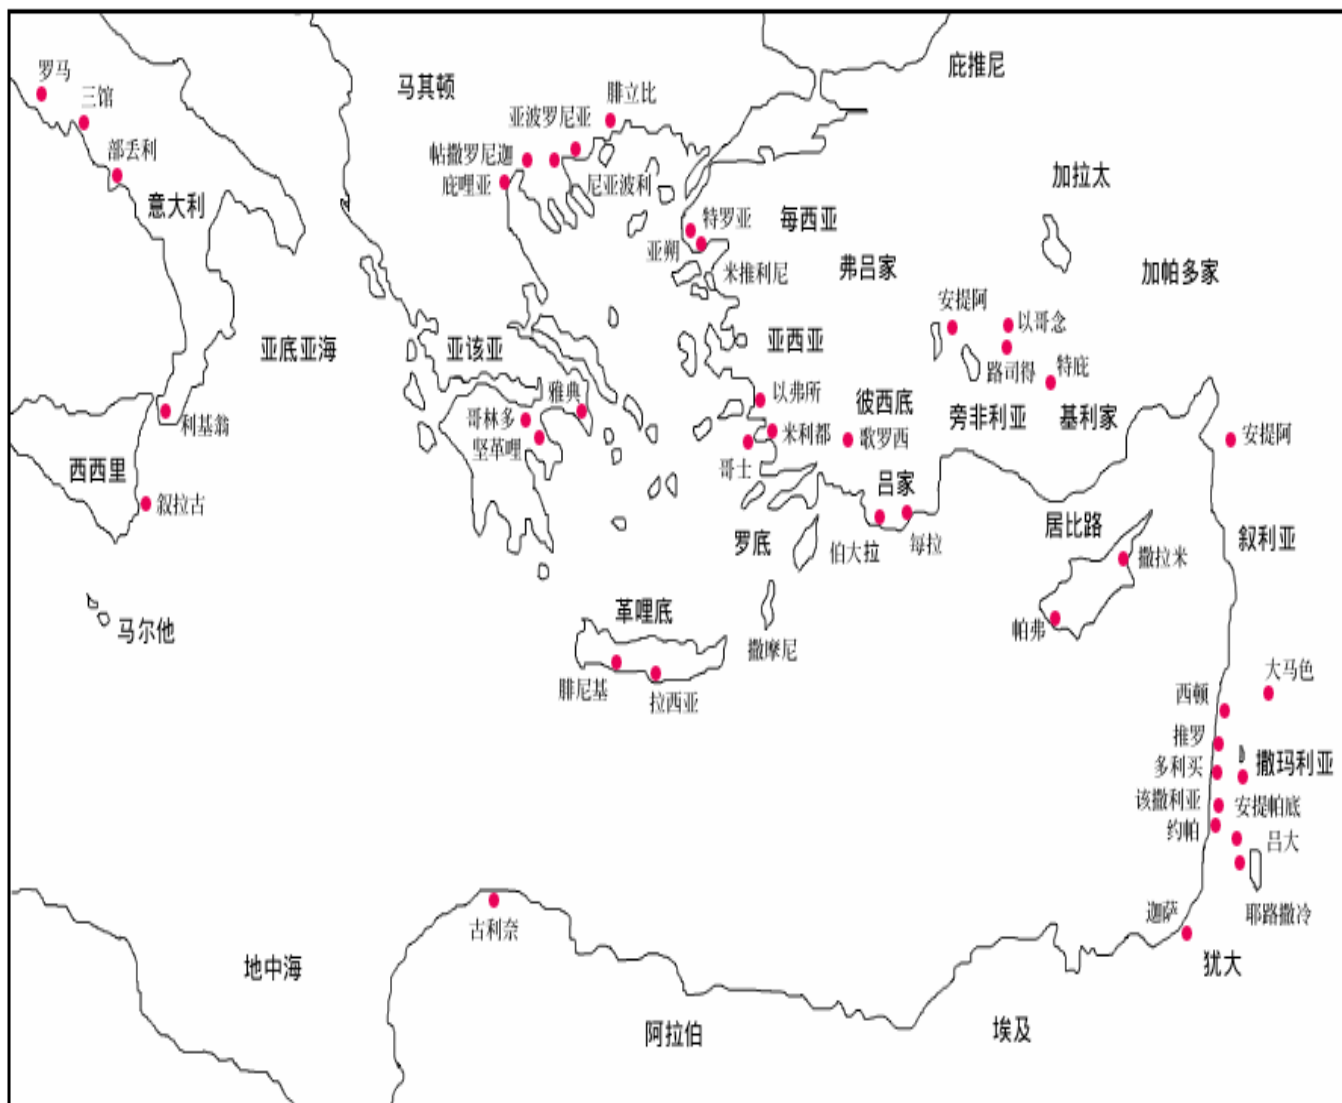 罗马
三馆
部丢利
意大利
马其顿
亚波罗尼亚
腓立比
帖撒罗尼迦
庇哩亚
尼亚波利
庇推尼
加拉太
特罗亚
亚朔
米推利尼
每西亚
弗吕家
加帕多家
安提阿
以哥念
路司得
特庇
亚底亚海
亚该亚
亚西亚
雅典
哥林多
坚革哩
以弗所
彼西底
旁非利亚
基利家
利基翁
米利都
歌罗西
安提阿
哥士
西西里
叙拉古
吕家
罗底
伯大拉
每拉
居比路
叙利亚
撒拉米
马尔他
革哩底
帕弗
撒摩尼
腓尼基
拉西亚
大马色
西顿
推罗
多利买
撒玛利亚
该撒利亚
安提帕底
约帕
吕大
迦萨
耶路撒冷
古利奈
地中海
犹大
阿拉伯
埃及